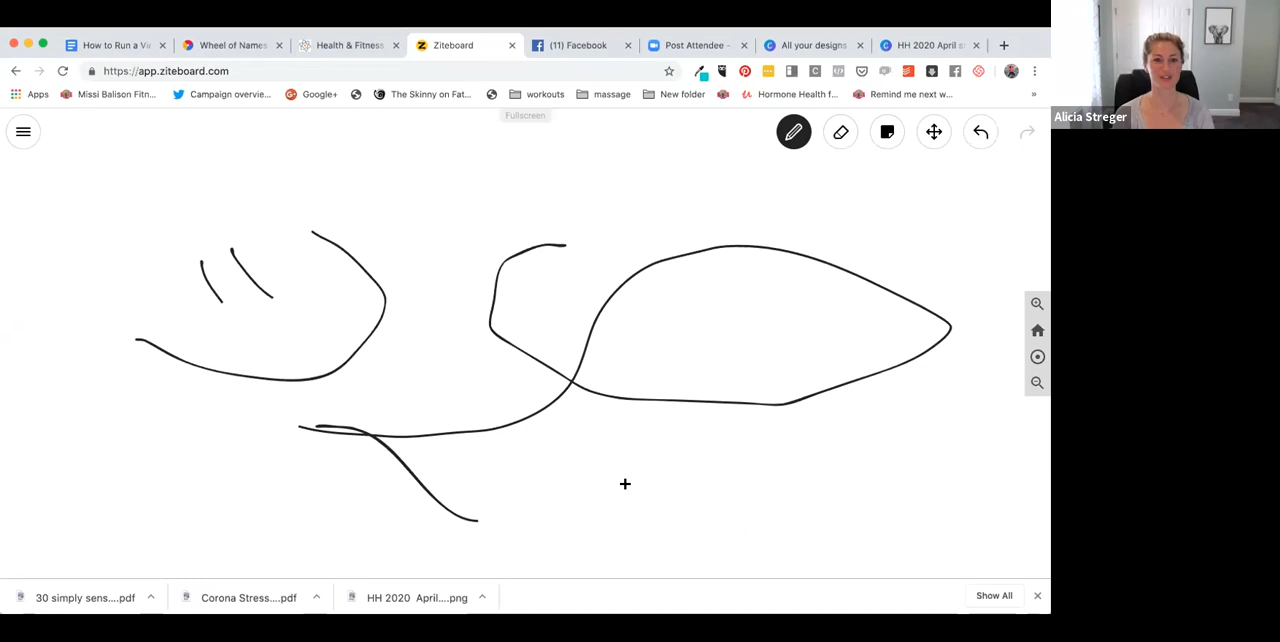 How to Run a Vi Wheel of Names Health & Fitness Ziteboard (11) Facebook Post Attendee - All your designs HH 2020 April s
https://app.ziteboard.com
Apps Missi Balison Fitn... Campaign overvie... Google+ The Skinny on Fat... workouts massage New folder Hormone Health f... Remind me next w... »
Fullscreen
Alicia Streger
30 simply sens....pdf Corona Stress....pdf HH 2020 April....png Show All